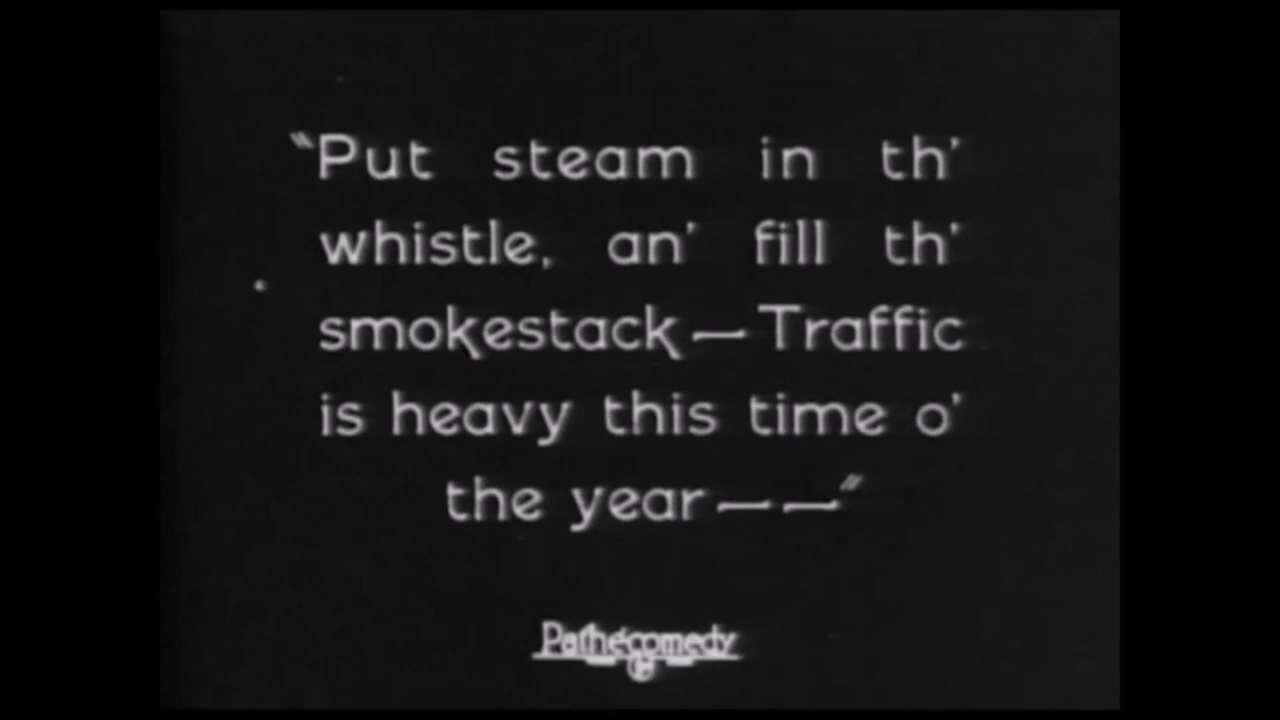 “Put steam in th’
whistle, an’ fill th’
smokestack — Traffic
is heavy this time o’
the year — —”
Pathécomedy